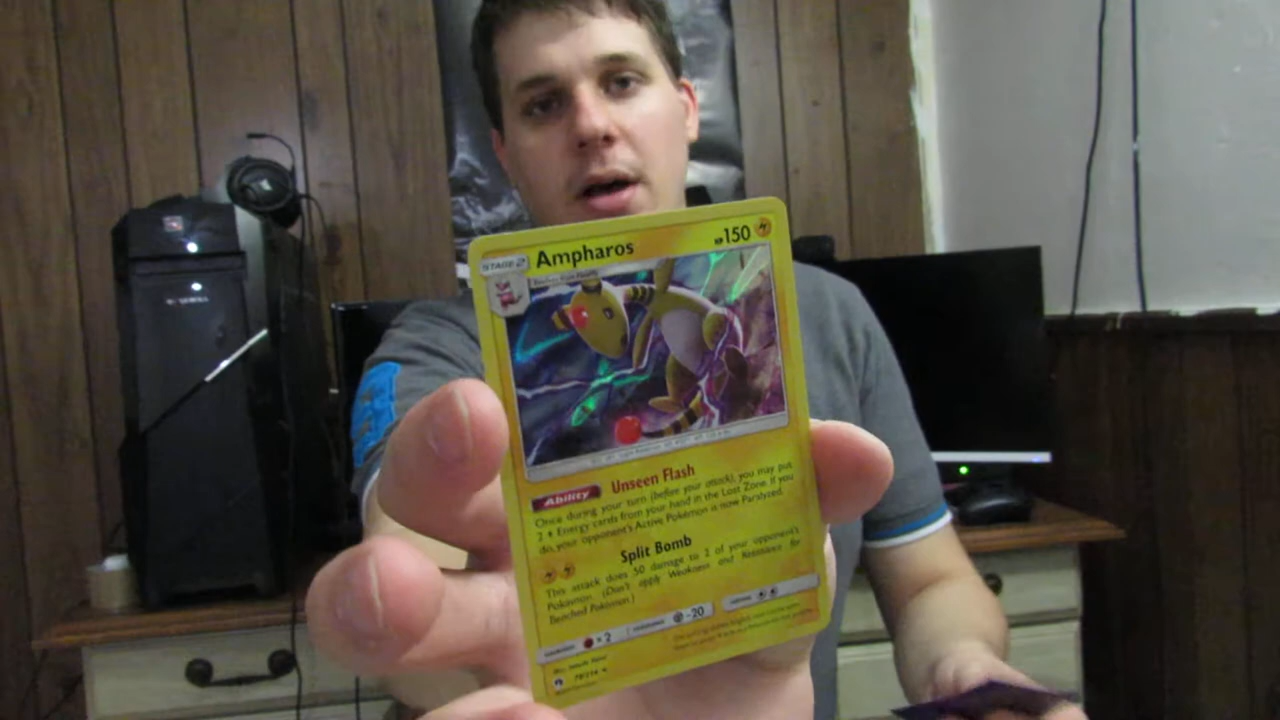 STAGE 2
Ampharos
HP150
Ability
Unseen Flash
Once during your turn (before your attack), you may put
2 Energy cards from your hand in the Lost Zone. If you
do, your opponent's Active Pokémon is now Paralyzed.
Split Bomb
This attack does 50 damage to 2 of your opponent's
Pokémon. (Don't apply Weakness and Resistance for
Benched Pokémon.)
×2
-20
78/214